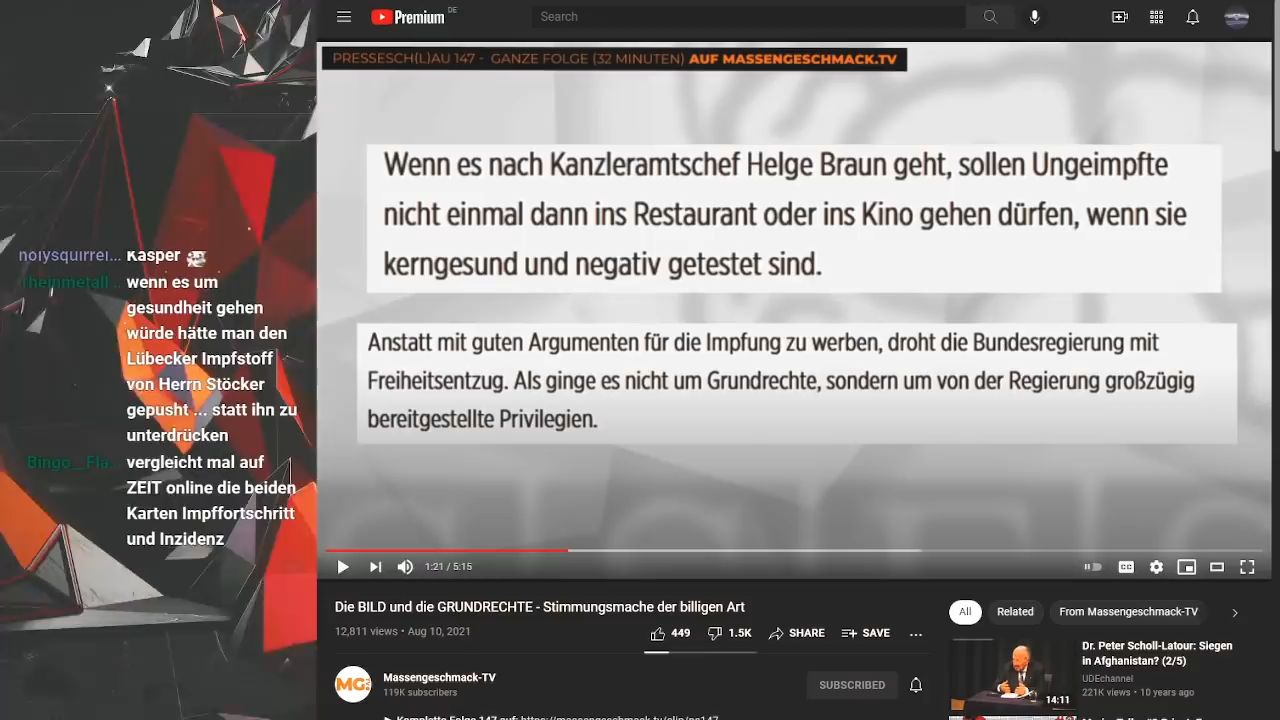 Premium DE
Search
PRESSESCH(L)AU 147 - GANZE FOLGE (32 MINUTEN) AUF MASSENGESCHMACK.TV
Wenn es nach Kanzleramtschef Helge Braun geht, sollen Ungeimpfte
nicht einmal dann ins Restaurant oder ins Kino gehen dürfen, wenn sie
kerngesund und negativ getestet sind.
Anstatt mit guten Argumenten für die Impfung zu werben, droht die Bundesregierung mit
Freiheitsentzug. Als ginge es nicht um Grundrechte, sondern um von der Regierung großzügig
bereitgestellte Privilegien.
Kasper
wenn es um
gesundheit gehen
würde hätte man den
Lübecker Impfstoff
von Herrn Stöcker
gepusht ... statt ihn zu
unterdrücken
Bingo__Fla... vergleicht mal auf
ZEIT online die beiden
Karten Impffortschritt
und Inzidenz
1:21 / 5:15
CC
Die BILD und die GRUNDRECHTE - Stimmungsmache der billigen Art
12,811 views • Aug 10, 2021
449
1.5K
SHARE
SAVE
MG
Massengeschmack-TV
119K subscribers
SUBSCRIBED
All
Related
From Massengeschmack-TV
Dr. Peter Scholl-Latour: Siegen
in Afghanistan? (2/5)
UDEchannel
221K views • 10 years ago
14:11